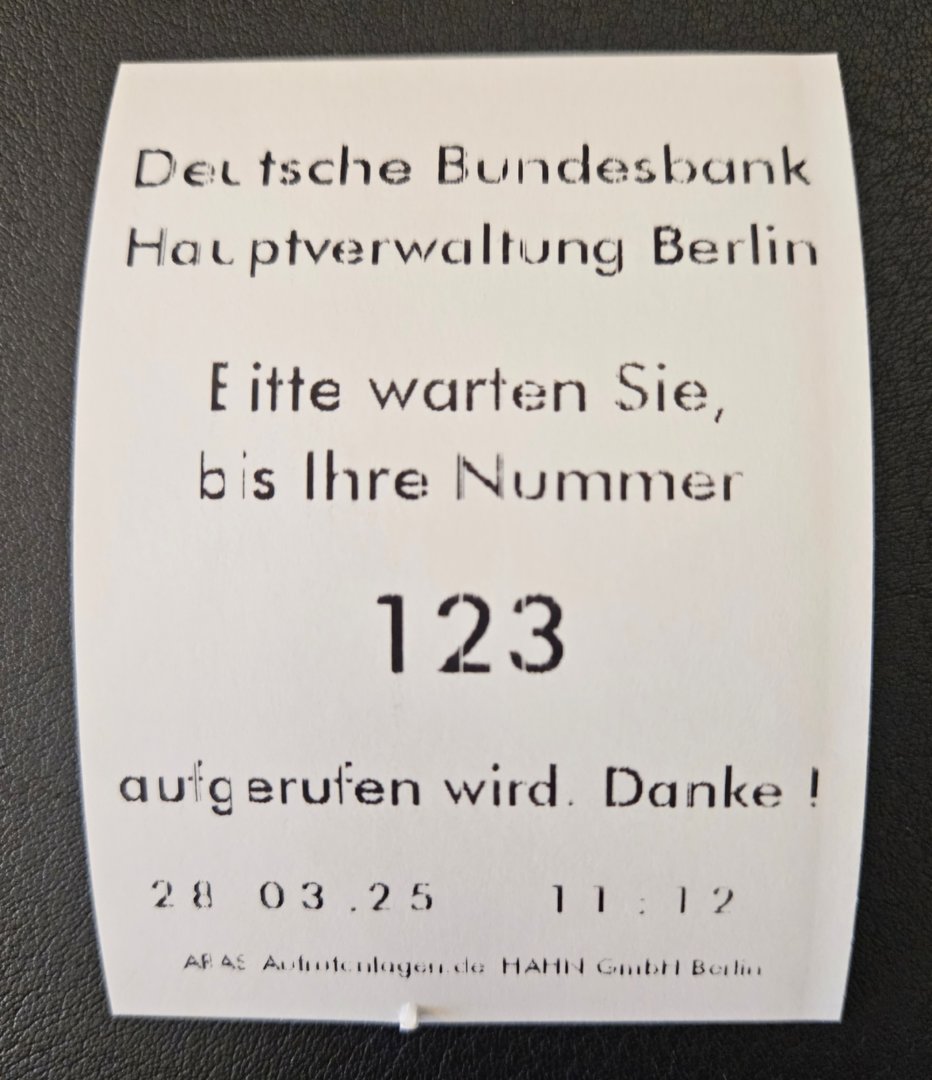 Deutsche Bundesbank
Hauptverwaltung Berlin
Bitte warten Sie,
bis Ihre Nummer
123
aufgerufen wird. Danke !
28 03.25 11:12
Aufrufanlagen.de HAHN GmbH Berlin